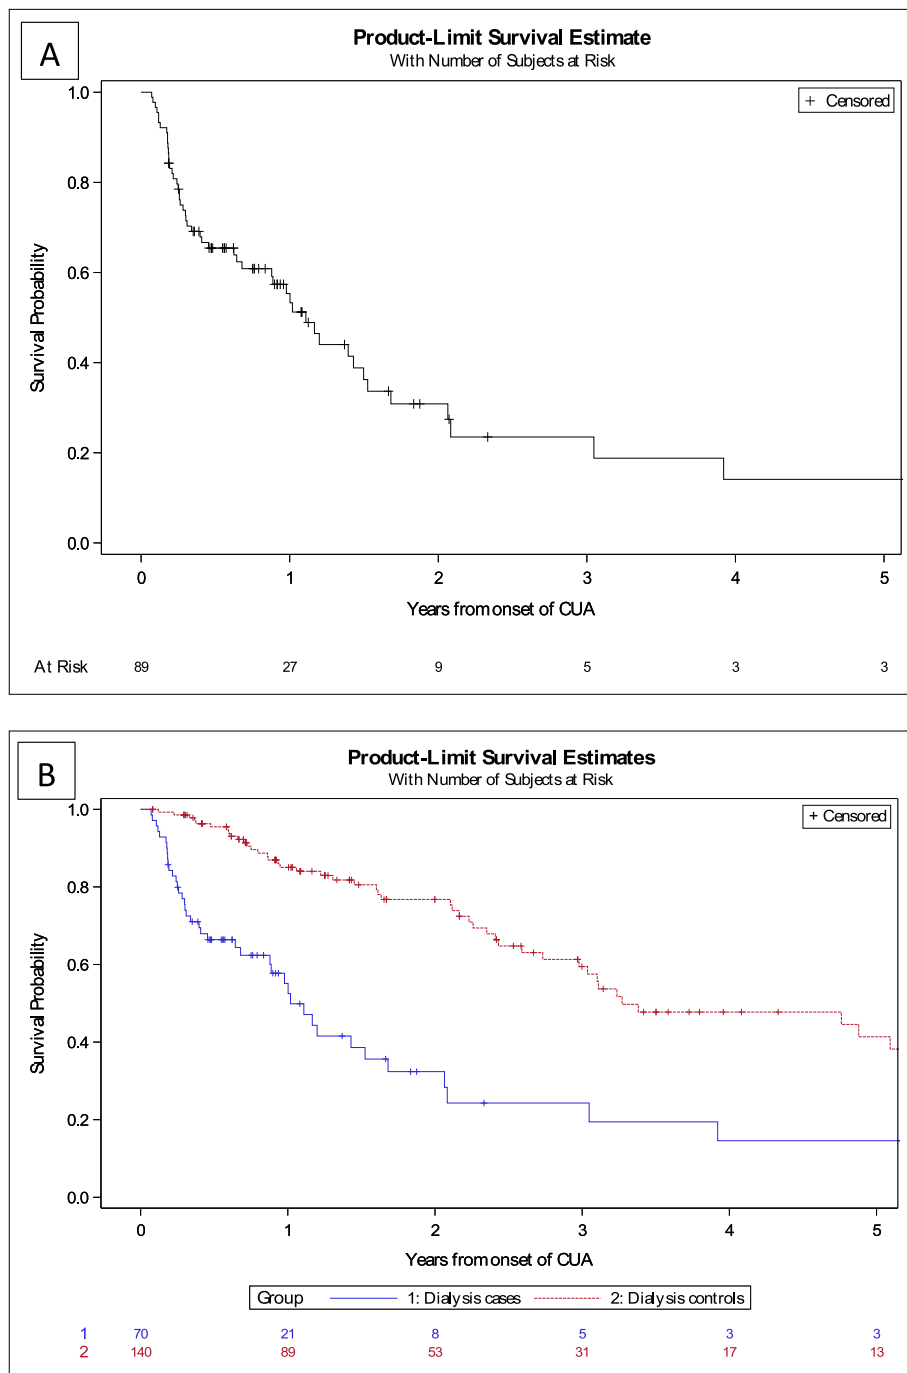 A
Product-Limit Survival Estimate
With Number of Subjects at Risk
+ Censored
1.0
0.8
0.6
0.4
0.2
0.0
Survival Probability
0 1 2 3 4 5
Years from onset of CUA
At Risk 89 27 9 5 3 3
B
Product-Limit Survival Estimates
With Number of Subjects at Risk
+ Censored
1.0
0.8
0.6
0.4
0.2
0.0
Survival Probability
0 1 2 3 4 5
Years from onset of CUA
Group 1: Dialysis cases 2: Dialysis controls
1 70 21 8 5 3 3
2 140 89 53 31 17 13